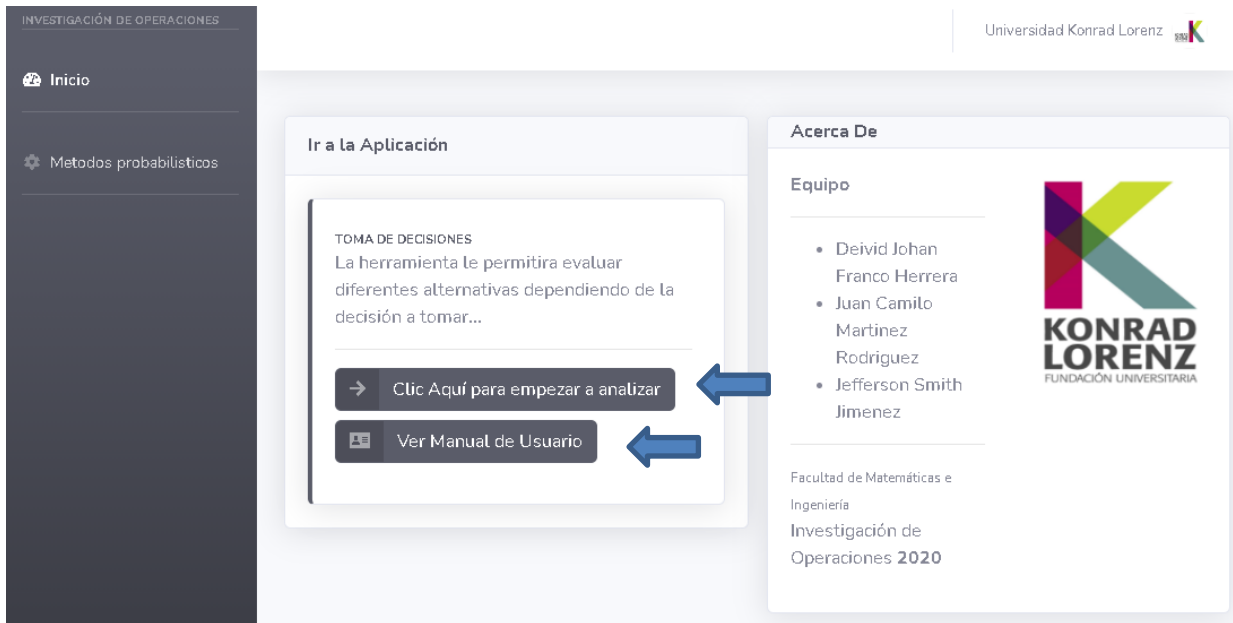 INVESTIGACIÓN DE OPERACIONES
Inicio
Metodos probabilisticos
Universidad Konrad Lorenz
Ir a la Aplicación
TOMA DE DECISIONES
La herramienta le permitira evaluar
diferentes alternativas dependiendo de la
decisión a tomar...
Clic Aquí para empezar a analizar
Ver Manual de Usuario
Acerca De
Equipo
Deivid Johan
Franco Herrera
Juan Camilo
Martinez
Rodriguez
Jefferson Smith
Jimenez
KONRAD
LORENZ
FUNDACIÓN UNIVERSITARIA
Facultad de Matemáticas e
Ingeniería
Investigación de
Operaciones 2020